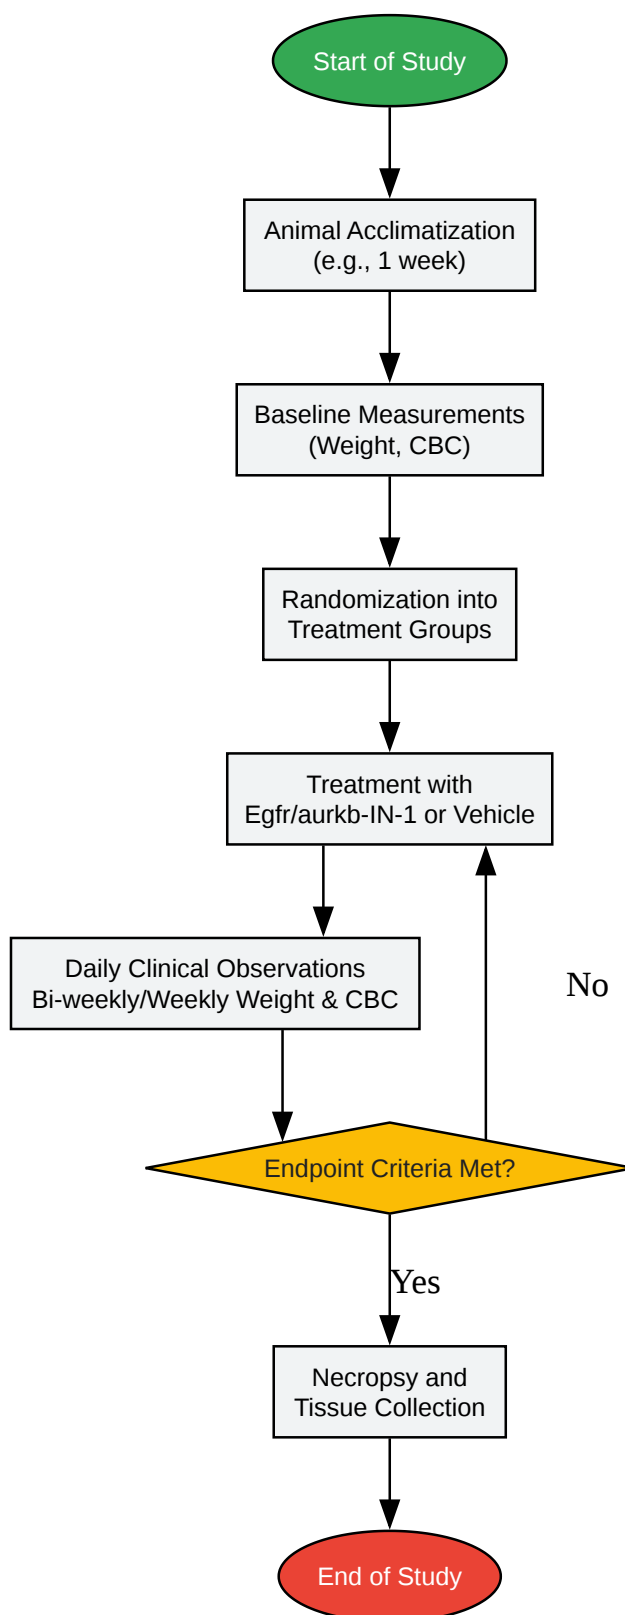 Start of Study
Animal Acclimatization
(e.g., 1 week)
Baseline Measurements
(Weight, CBC)
Randomization into
Treatment Groups
Treatment with
Egfr/aurkb-IN-1 or Vehicle
Daily Clinical Observations
Bi-weekly/Weekly Weight & CBC
No
Endpoint Criteria Met?
Yes
Necropsy and
Tissue Collection
End of Study